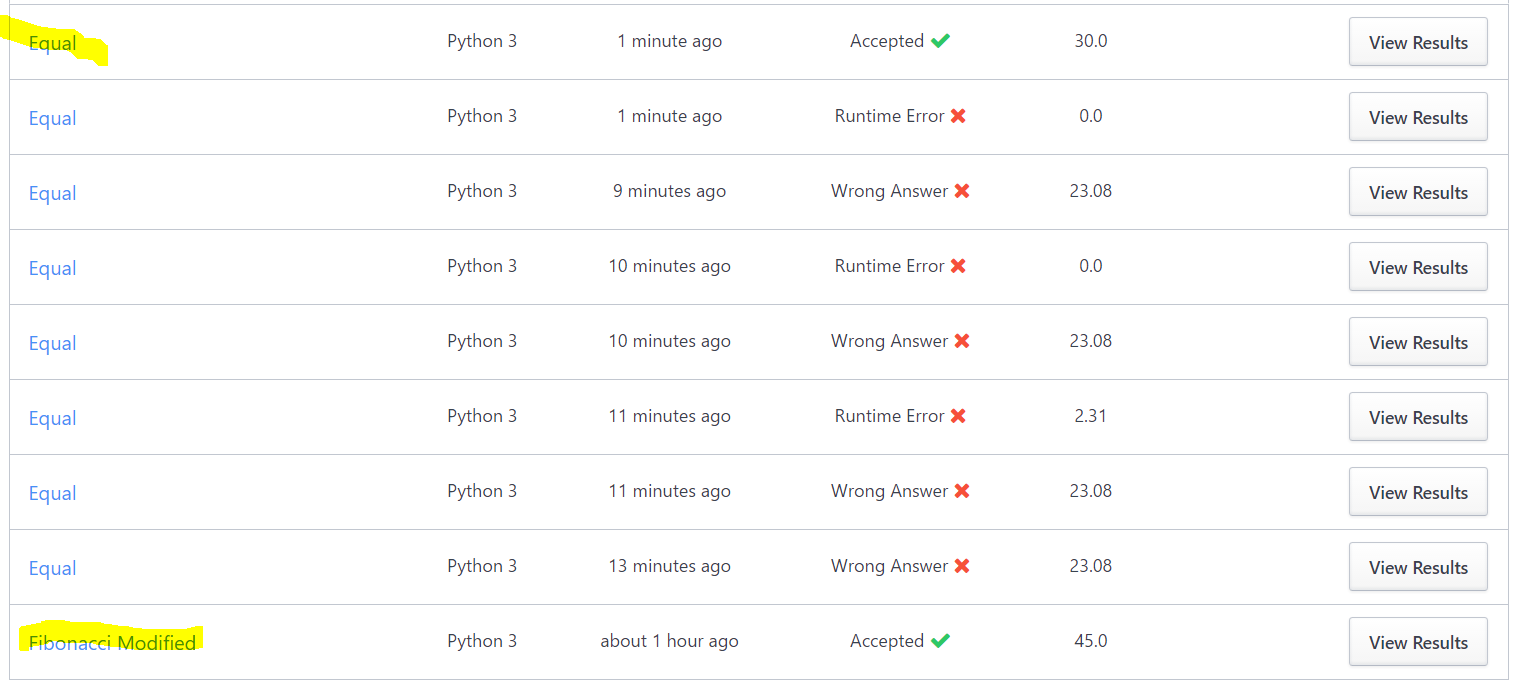 Equal Python 3 1 minute ago Accepted 30.0 View Results
Equal Python 3 1 minute ago Runtime Error 0.0 View Results
Equal Python 3 9 minutes ago Wrong Answer 23.08 View Results
Equal Python 3 10 minutes ago Runtime Error 0.0 View Results
Equal Python 3 10 minutes ago Wrong Answer 23.08 View Results
Equal Python 3 11 minutes ago Runtime Error 2.31 View Results
Equal Python 3 11 minutes ago Wrong Answer 23.08 View Results
Equal Python 3 13 minutes ago Wrong Answer 23.08 View Results
Fibonacci Modified Python 3 about 1 hour ago Accepted 45.0 View Results